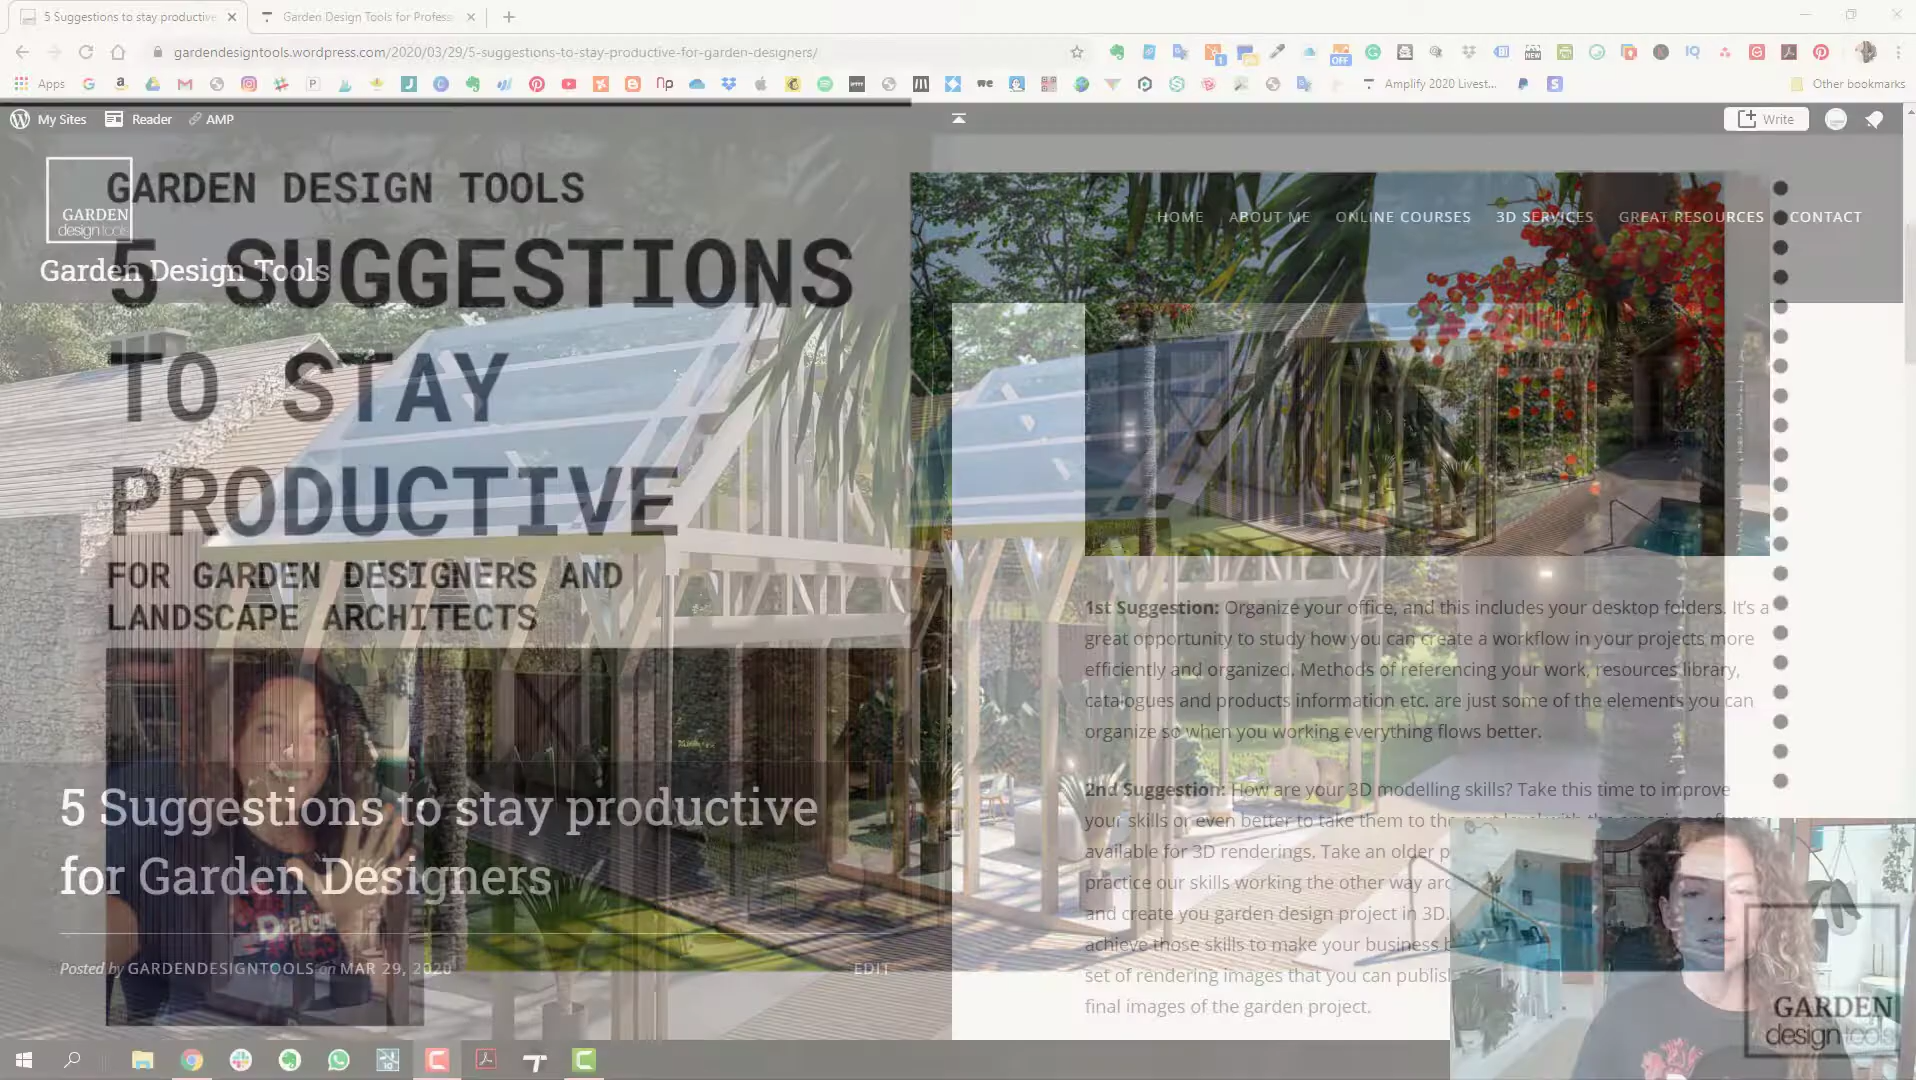 5 Suggestions to stay productive
Garden Design Tools for Profess
gardendesigntools.wordpress.com/2020/03/29/5-suggestions-to-stay-productive-for-garden-designers/
Apps
Amplify 2020 Livest...
Other bookmarks
My Sites
Reader
AMP
Write
GARDEN
design tools
Garden Design Tools
HOME
ABOUT ME
ONLINE COURSES
3D SERVICES
GREAT RESOURCES
CONTACT
GARDEN DESIGN TOOLS
5 SUGGESTIONS
TO STAY
PRODUCTIVE
FOR GARDEN DESIGNERS AND
LANDSCAPE ARCHITECTS
5 Suggestions to stay productive
for Garden Designers
Posted by GARDENDESIGNTOOLS on MAR 29, 2020
EDIT
1st Suggestion: Organize your office, and this includes your desktop folders. It's a
great opportunity to study how you can create a workflow in your projects more
efficiently and organized. Methods of referencing your work, resources library,
catalogues and products information etc. are just some of the elements you can
organize so when you working everything flows better.
2nd Suggestion: How are your 3D modelling skills? Take this time to improve
your skills or even better to take them to the
available for 3D renderings. Take an older
practice our skills working the other way
and create you garden design project in 3D.
achieve those skills to make your business
set of rendering images that you can publish
final images of the garden project.
GARDEN
design tools